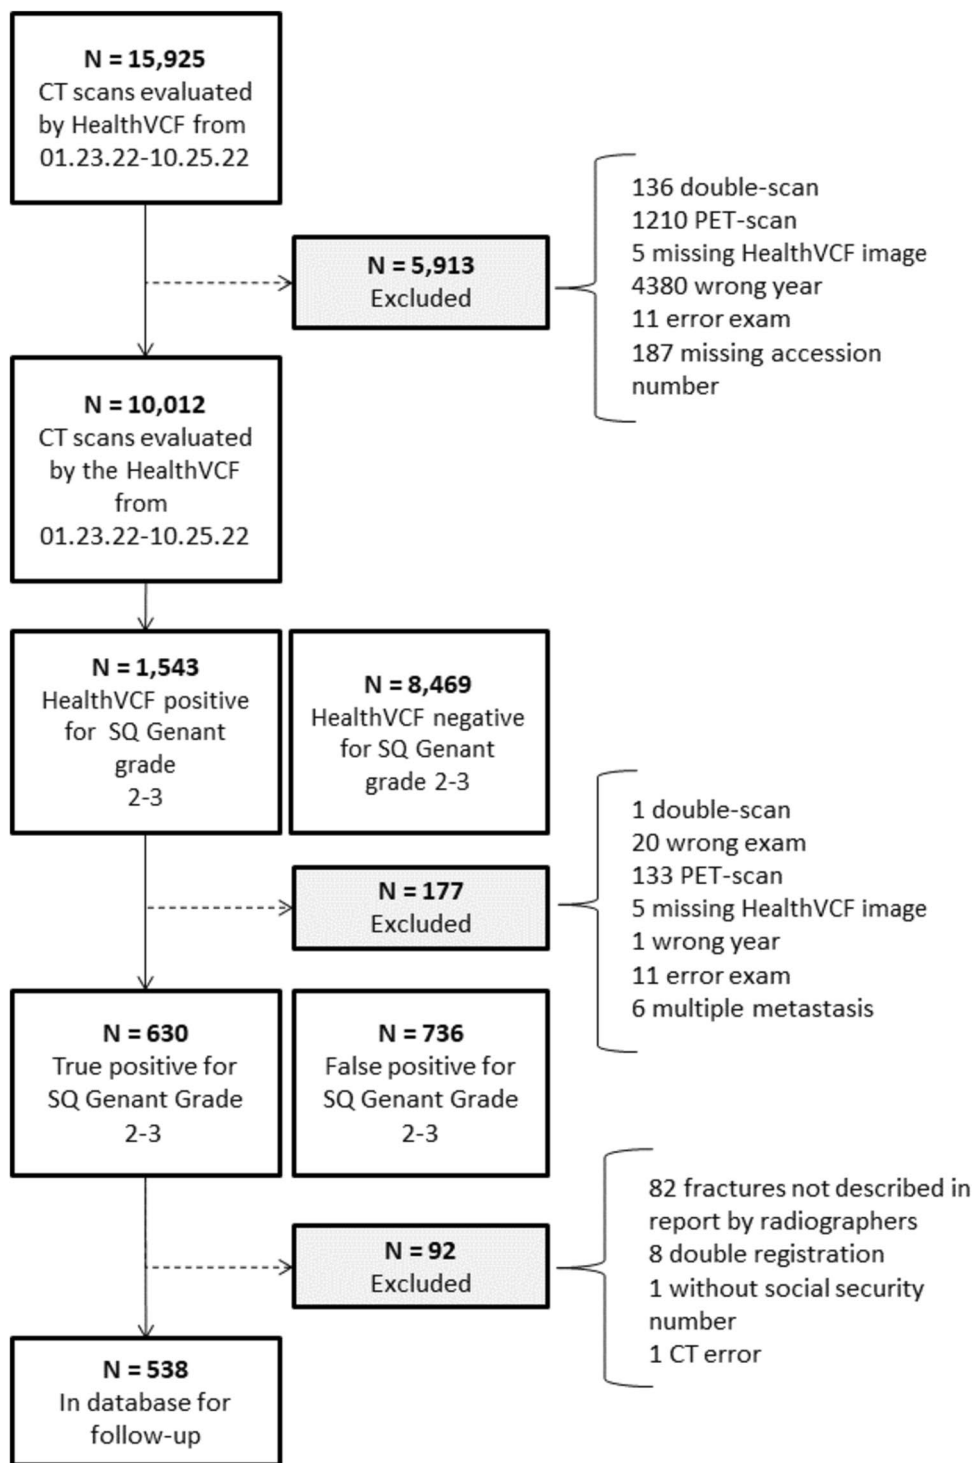 N = 15,925
CT scans evaluated
by HealthVCF from
01.23.22-10.25.22
136 double-scan
1210 PET-scan
5 missing HealthVCF image
4380 wrong year
11 error exam
187 missing accession
number
N = 5,913
Excluded
N = 10,012
CT scans evaluated
by the HealthVCF
from
01.23.22-10.25.22
N = 1,543
HealthVCF positive
for SQ Genant
grade
2-3
N = 8,469
HealthVCF negative
for SQ Genant
grade 2-3
1 double-scan
20 wrong exam
133 PET-scan
5 missing HealthVCF image
1 wrong year
11 error exam
6 multiple metastasis
N = 177
Excluded
N = 630
True positive for
SQ Genant Grade
2-3
N = 736
False positive for
SQ Genant Grade
2-3
82 fractures not described in
report by radiographers
8 double registration
1 without social security
number
1 CT error
N = 92
Excluded
N = 538
In database for
follow-up